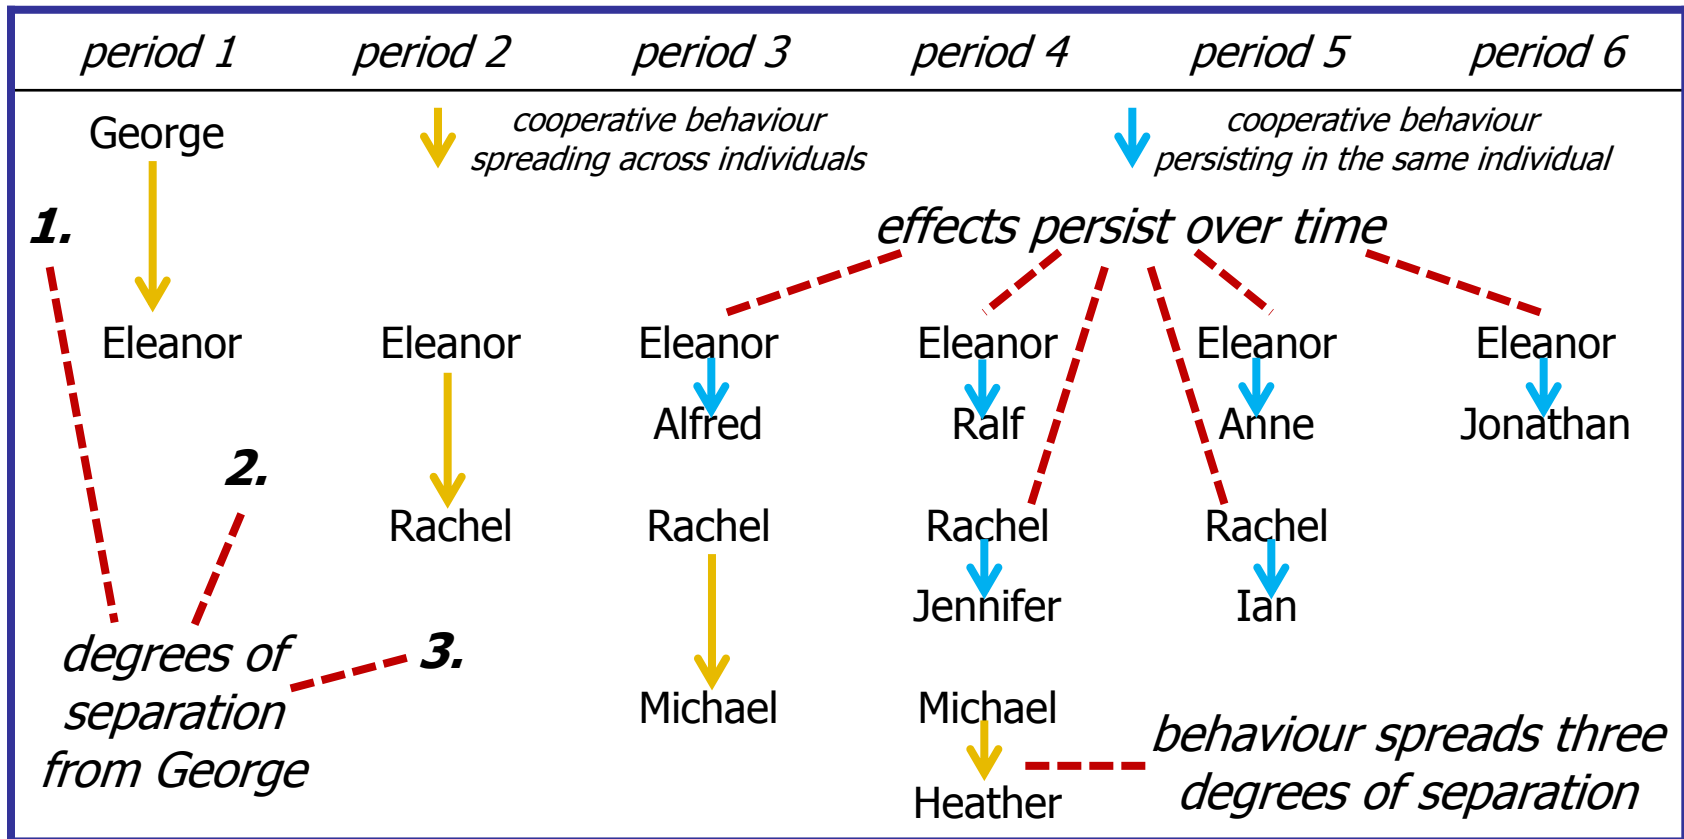 period 1 period 2 period 3 period 4 period 5 period 6
George
cooperative behaviour
spreading across individuals
cooperative behaviour
persisting in the same individual
1.
effects persist over time
Eleanor Eleanor Eleanor Eleanor Eleanor Eleanor
Alfred Ralf Anne Jonathan
2.
Rachel Rachel Rachel Rachel
Jennifer Ian
3.
degrees of
separation
from George
Michael Michael
behaviour spreads three
degrees of separation
Heather